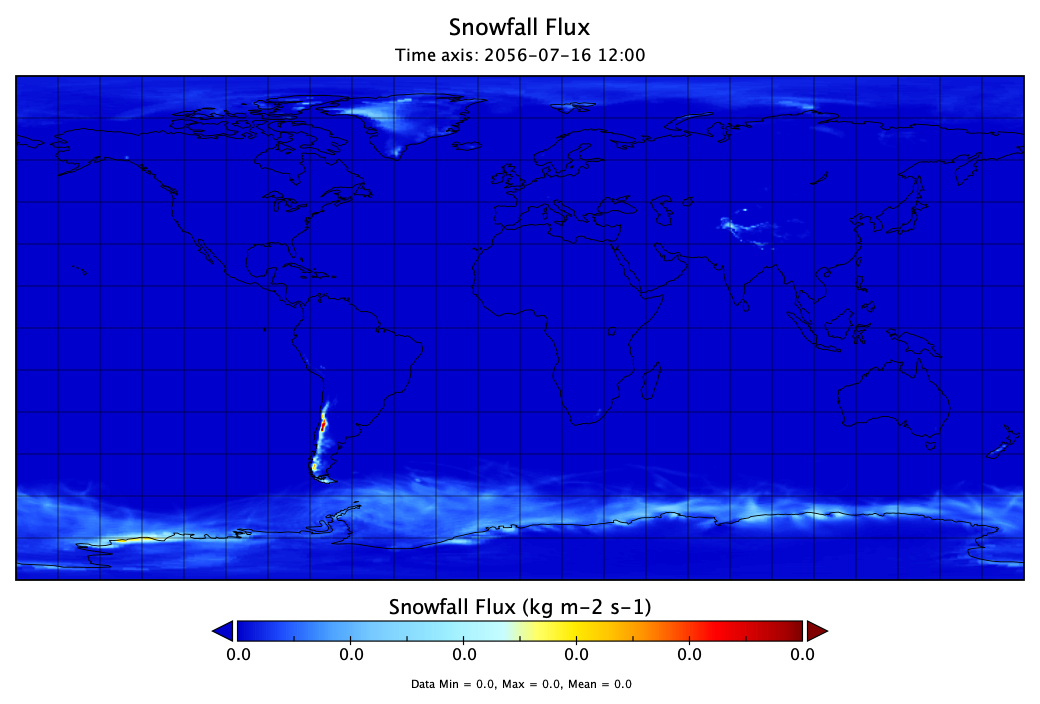 Snowfall Flux
Time axis: 2056-07-16 12:00
Snowfall Flux (kg m-2 s-1)
0.0 0.0 0.0 0.0 0.0 0.0
Data Min = 0.0, Max = 0.0, Mean = 0.0